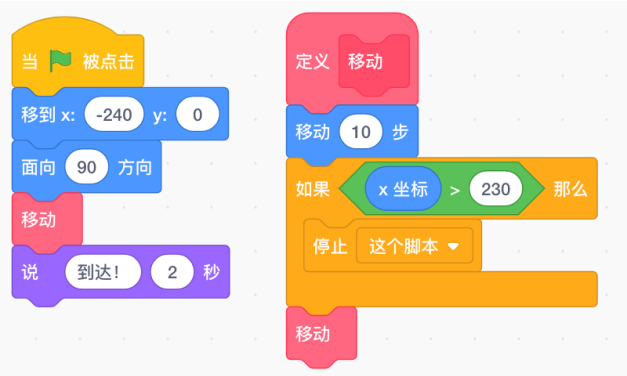 当 被点击
移到 x: -240 y: 0
面向 90 方向
移动
说 到达！ 2 秒
定义 移动
移动 10 步
如果 x 坐标 > 230 那么
停止 这个脚本
移动